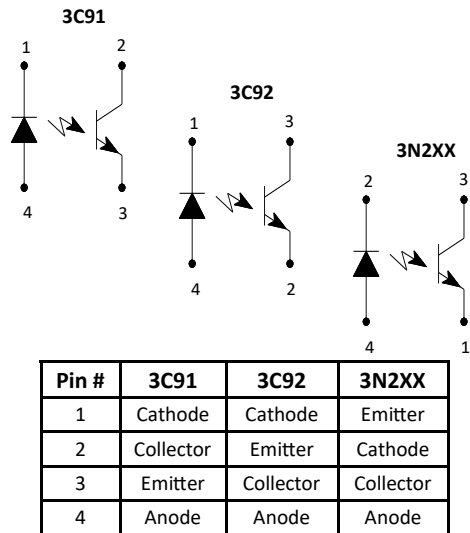 3C91
1 2
4 3
3C92
1 3
4 2
3N2XX
2 3
4 1
Pin # 3C91 3C92 3N2XX
1 Cathode Cathode Emitter
2 Collector Emitter Cathode
3 Emitter Collector Collector
4 Anode Anode Anode